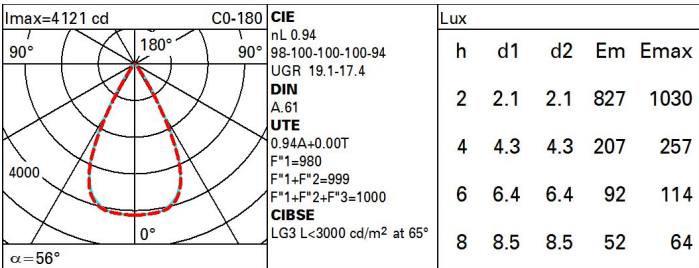 Imax=4121 cd C0-180
90° 180° 90°
4000
0°
α=56°
CIE
nL 0.94
98-100-100-100-94
UGR 19.1-17.4
DIN
A.61
UTE
0.94A+0.00T
F"1=980
F"1+F"2=999
F"1+F"2+F"3=1000
CIBSE
LG3 L<3000 cd/m² at 65°
Lux
h d1 d2 Em Emax
2 2.1 2.1 827 1030
4 4.3 4.3 207 257
6 6.4 6.4 92 114
8 8.5 8.5 52 64